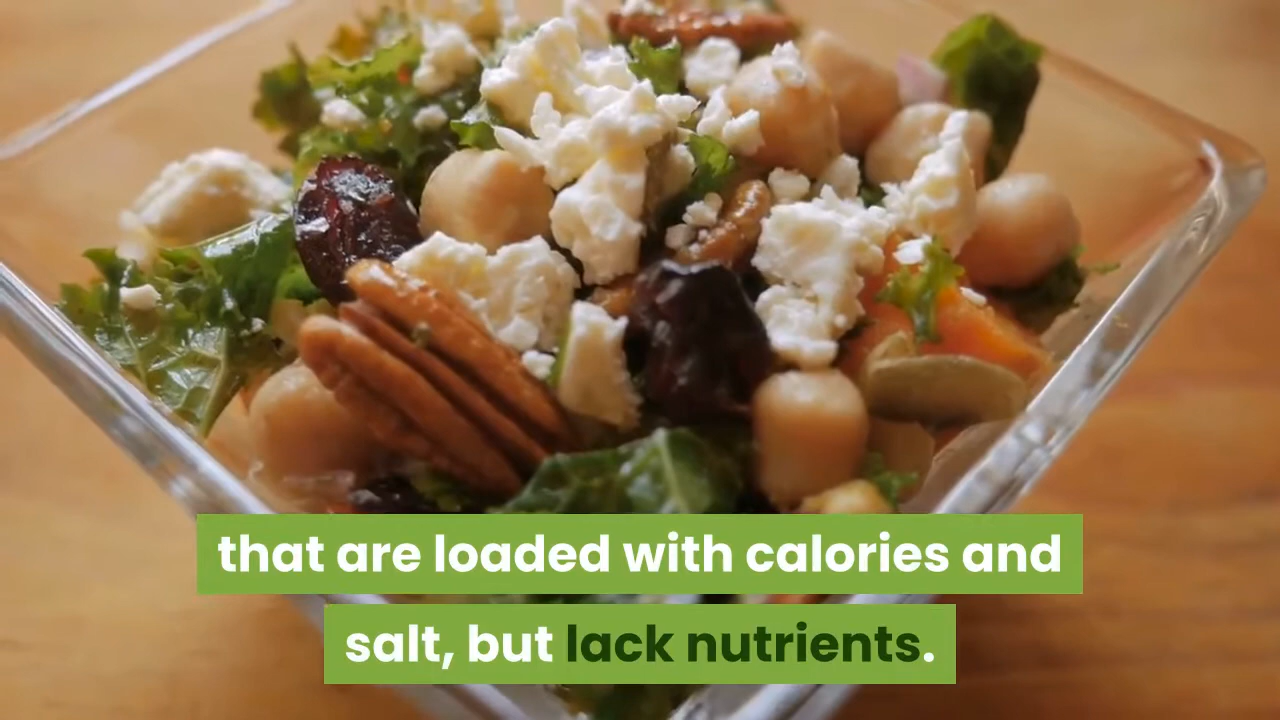 that are loaded with calories and
salt, but lack nutrients.